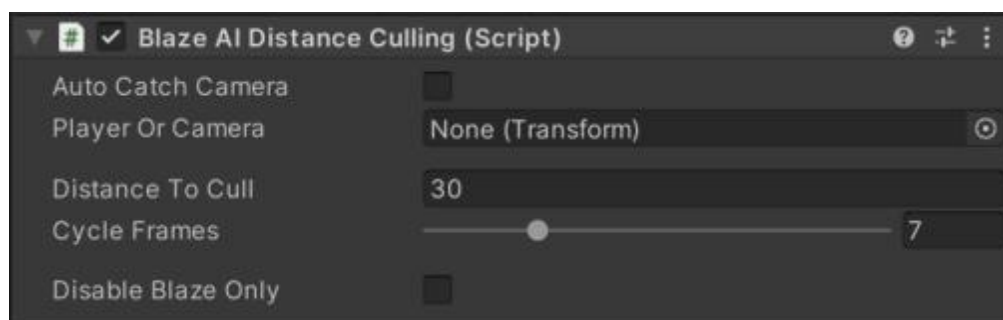 # Blaze AI Distance Culling (Script)
Auto Catch Camera
Player Or Camera None (Transform)
Distance To Cull 30
Cycle Frames 7
Disable Blaze Only